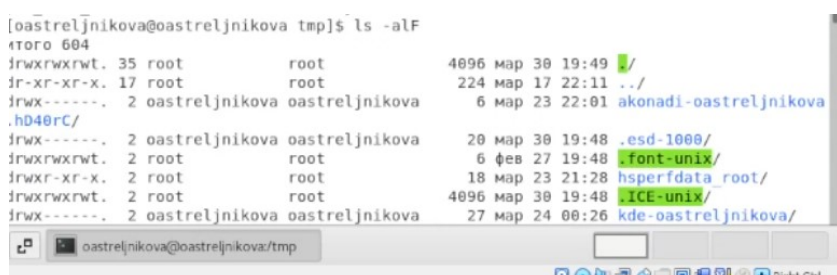 [oastreljnikova@oastreljnikova tmp]$ ls -alF
итого 604
drwxrwxrwt. 35 root root 4096 мар 30 19:49 ./
dr-xr-xr-x. 17 root root 224 мар 17 22:11 ../
drwx------. 2 oastreljnikova oastreljnikova 6 мар 23 22:01 akonadi-oastreljnikova
.hD40rC/
drwx------. 2 oastreljnikova oastreljnikova 20 мар 30 19:48 .esd-1000/
drwxrwxrwt. 2 root root 6 фев 27 19:48 .font-unix/
drwxr-xr-x. 2 root root 18 мар 23 21:28 hsperfdata_root/
drwxrwxrwt. 2 root root 4096 мар 30 19:48 .ICE-unix/
drwx------. 2 oastreljnikova oastreljnikova 27 мар 24 00:26 kde-oastreljnikova/
oastreljnikova@oastreljnikova:/tmp
Right Ctrl